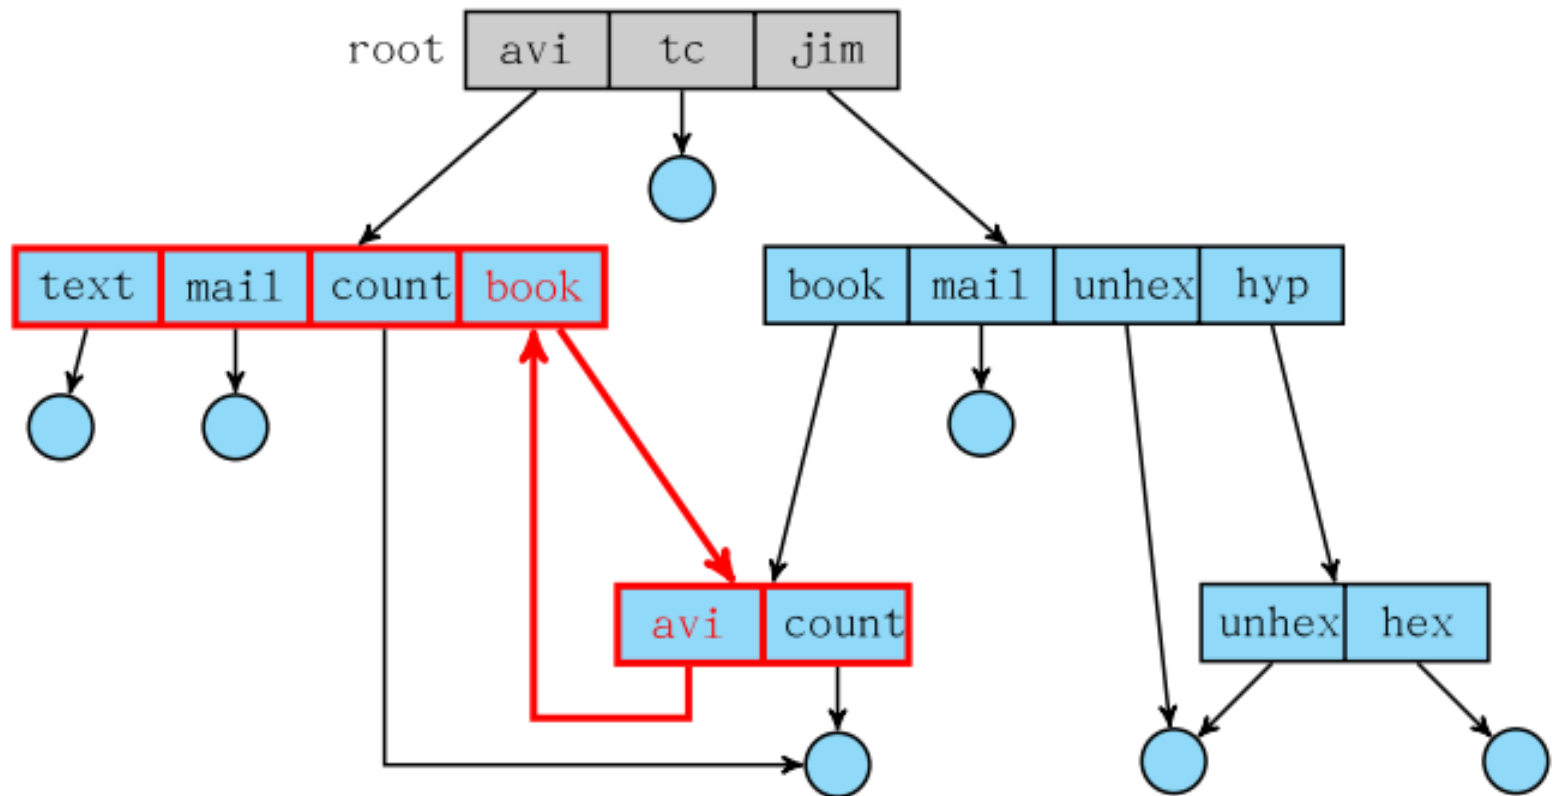 root avi tc jim
text mail count book book mail unhex hyp
avi count unhex hex